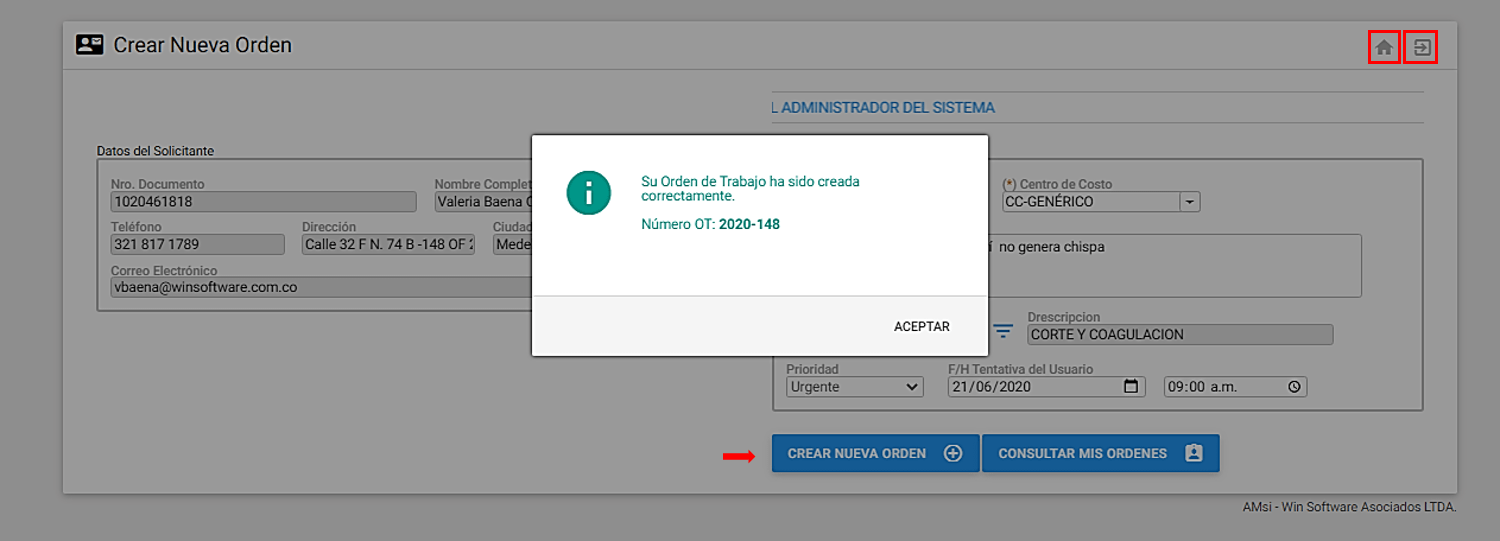 Crear Nueva Orden
L ADMINISTRADOR DEL SISTEMA
Datos del Solicitante
Nro. Documento
Nombre Complet
1020461818
Valeria Baena
Teléfono
Dirección
Ciudad
321 817 1789
Calle 32 F N. 74 B -148 OF
Mede
Correo Electrónico
vbaena@winsoftware.com.co
Su Orden de Trabajo ha sido creada
correctamente.
Número OT: 2020-148
ACEPTAR
(*) Centro de Costo
CC-GENÉRICO
í no genera chispa
Drescripcion
CORTE Y COAGULACION
Prioridad
F/H Tentativa del Usuario
Urgente
21/06/2020
09:00 a.m.
CREAR NUEVA ORDEN
CONSULTAR MIS ORDENES
AMsi - Win Software Asociados LTDA.